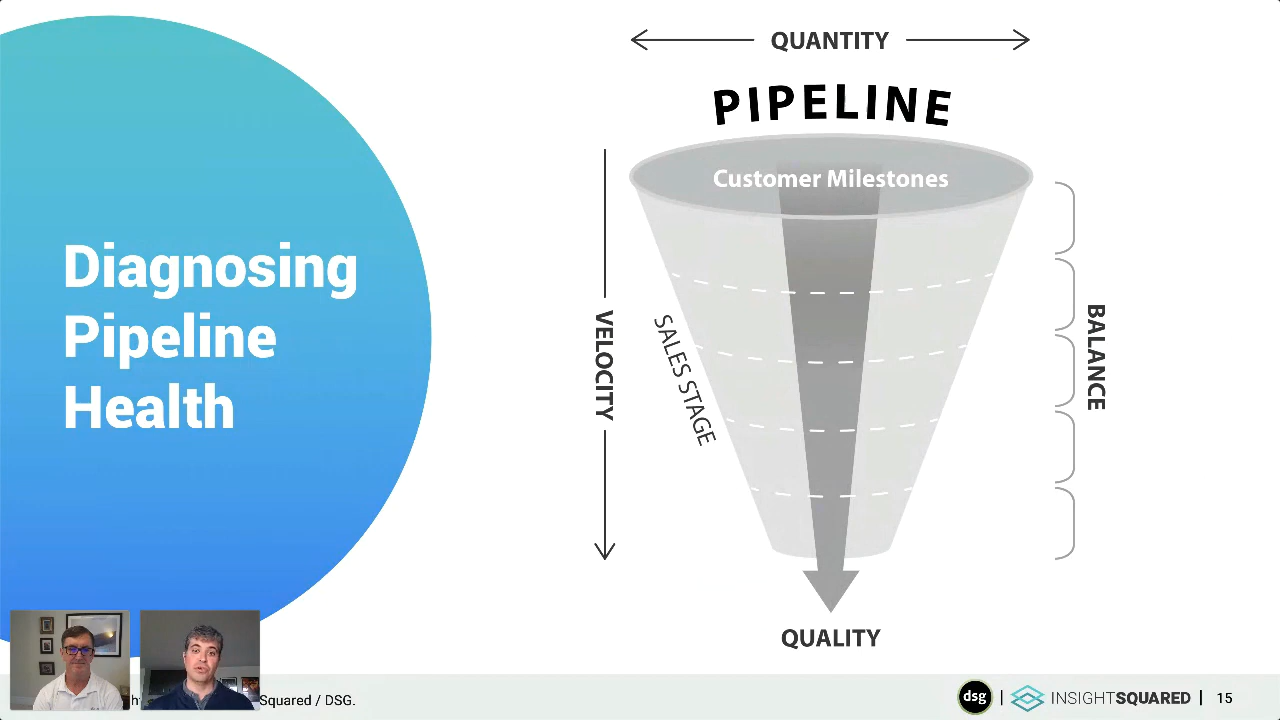 Diagnosing
Pipeline
Health
QUANTITY
PIPELINE
Customer Milestones
VELOCITY
SALES STAGE
BALANCE
QUALITY
Squared / DSG.
dsg | INSIGHTSQUARED | 15